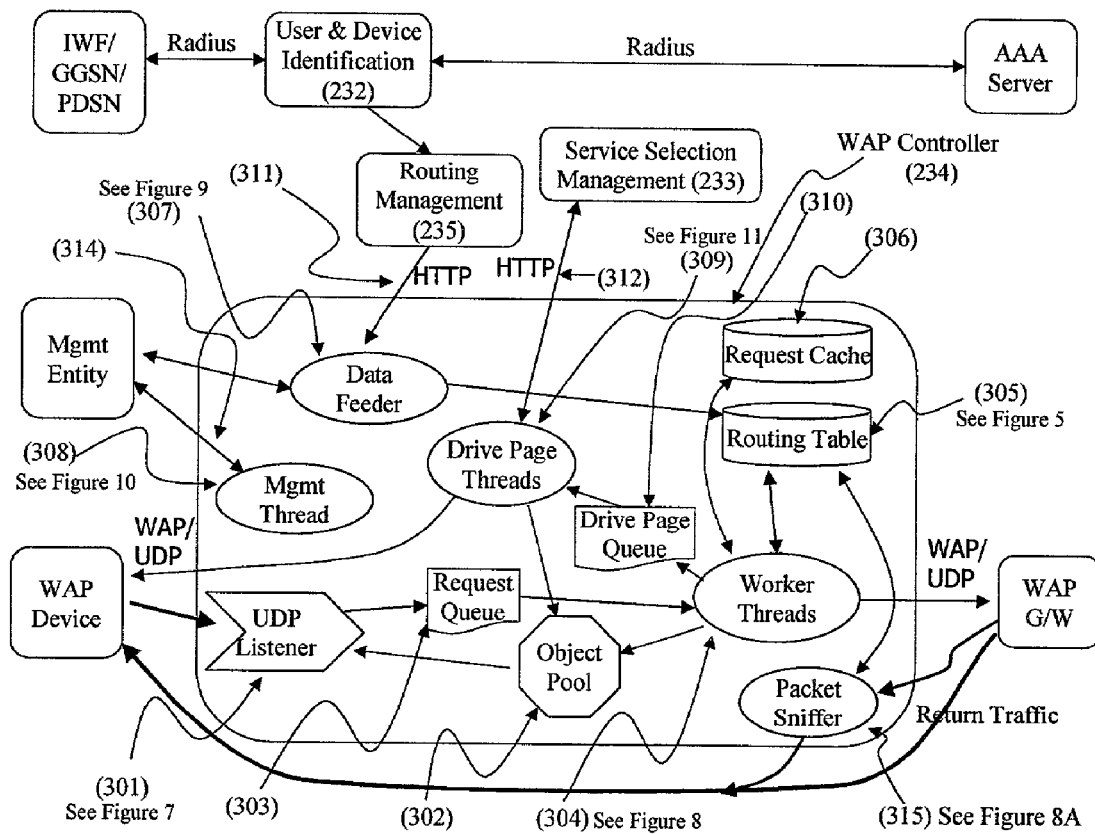 IWF/
GGSN/
PDSN
Radius
User & Device
Identification
(232)
Radius
AAA
Server
Routing
Management
(235)
Service Selection
Management (233)
WAP Controller
(234)
See Figure 9
(307)
(311)
(314)
HTTP
HTTP
(312)
See Figure 11
(309)
(310)
(306)
Mgmt
Entity
Data
Feeder
Request Cache
Routing Table
(305)
See Figure 5
(308)
See Figure 10
Mgmt
Thread
Drive Page
Threads
Drive Page
Queue
WAP/
UDP
WAP
Device
UDP
Listener
Request
Queue
Object
Pool
Worker
Threads
WAP/
UDP
WAP
G/W
Packet
Sniffer
Return Traffic
(301)
See Figure 7
(303)
(302)
(304) See Figure 8
(315) See Figure 8A